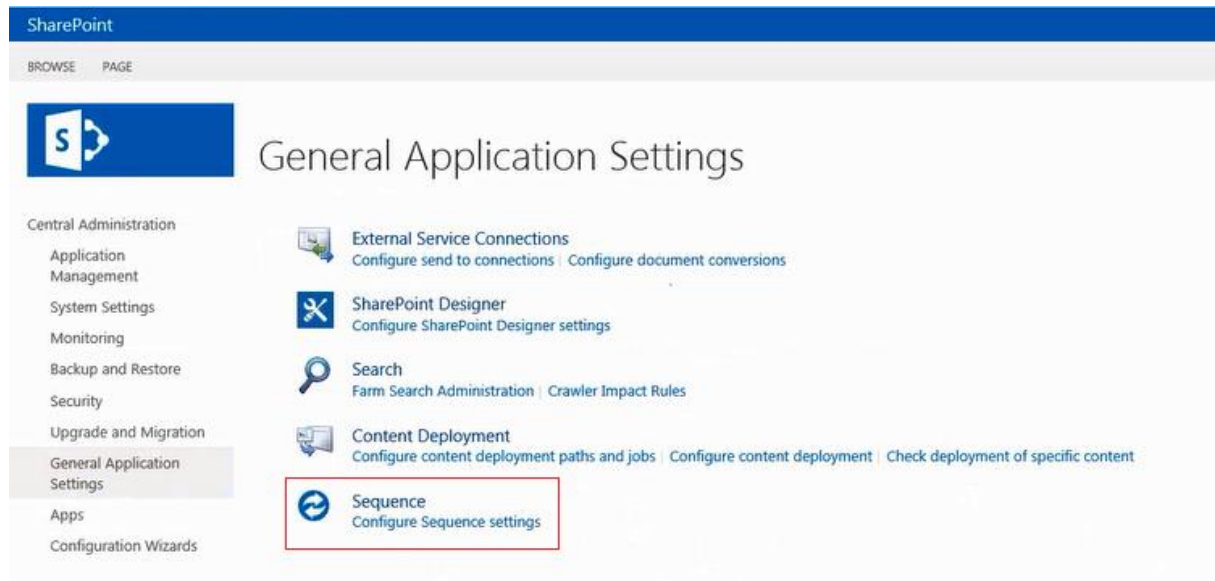 SharePoint
BROWSE PAGE
S
General Application Settings
Central Administration
Application
Management
System Settings
Monitoring
Backup and Restore
Security
Upgrade and Migration
General Application
Settings
Apps
Configuration Wizards
External Service Connections
Configure send to connections | Configure document conversions
SharePoint Designer
Configure SharePoint Designer settings
Search
Farm Search Administration | Crawler Impact Rules
Content Deployment
Configure content deployment paths and jobs | Configure content deployment | Check deployment of specific content
Sequence
Configure Sequence settings